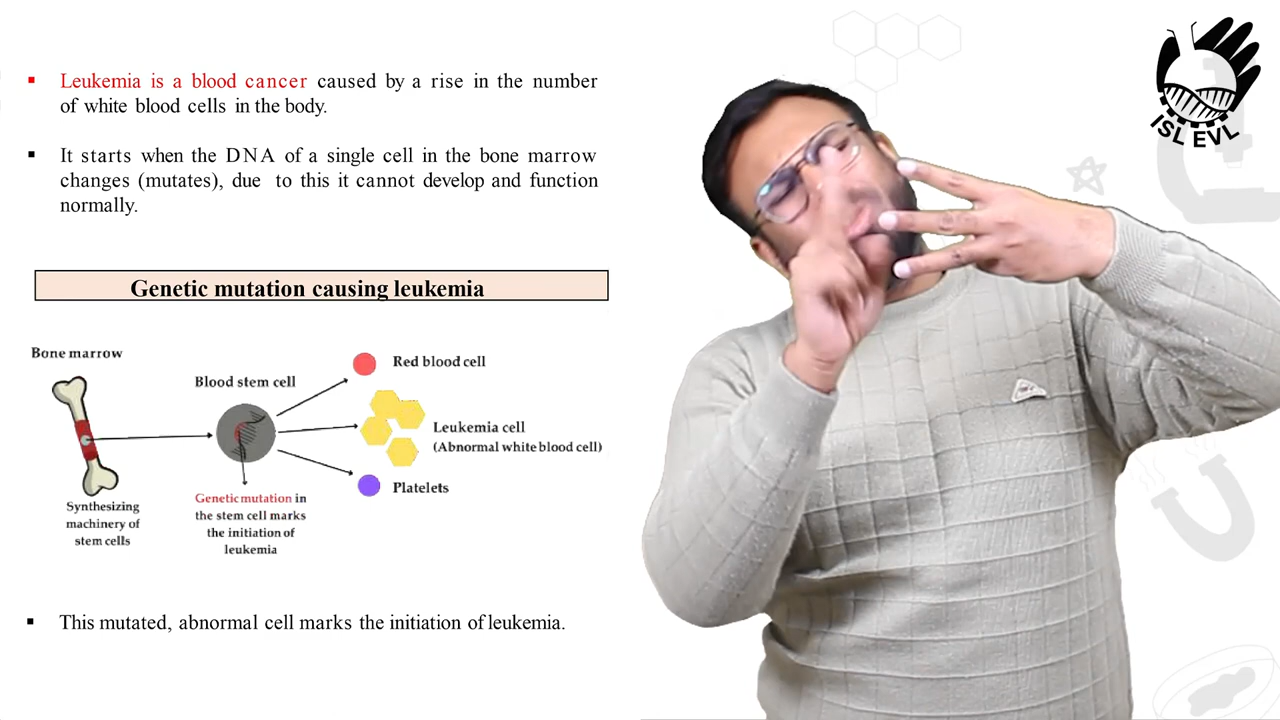 Leukemia is a blood cancer caused by a rise in the number
of white blood cells in the body.
It starts when the DNA of a single cell in the bone marrow
changes (mutates), due to this it cannot develop and function
normally.
Genetic mutation causing leukemia
Bone marrow
Synthesizing
machinery of
stem cells
Blood stem cell
Genetic mutation in
the stem cell marks
the initiation of
leukemia
Red blood cell
Leukemia cell
(Abnormal white blood cell)
Platelets
This mutated, abnormal cell marks the initiation of leukemia.
ISL EVL